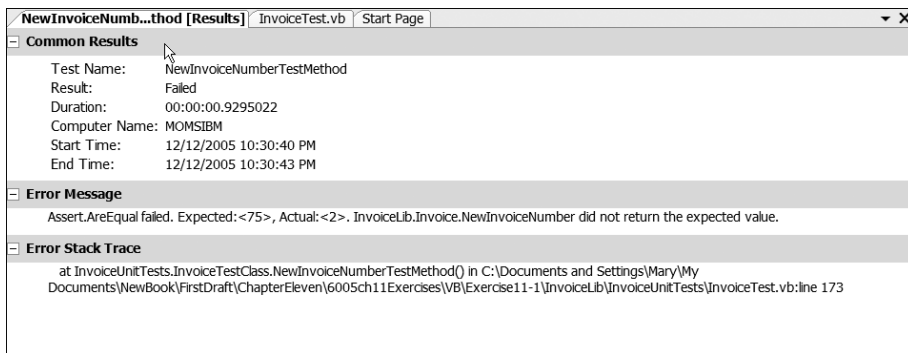 NewInvoiceNumb...thod [Results] InvoiceTest.vb Start Page
Common Results
Test Name: NewInvoiceNumberTestMethod
Result: Failed
Duration: 00:00:00.9295022
Computer Name: MOMSIBM
Start Time: 12/12/2005 10:30:40 PM
End Time: 12/12/2005 10:30:43 PM
Error Message
Assert.AreEqual failed. Expected:<75>, Actual:<2>. InvoiceLib.Invoice.NewInvoiceNumber did not return the expected value.
Error Stack Trace
at InvoiceUnitTests.InvoiceTestClass.NewInvoiceNumberTestMethod() in C:\Documents and Settings\Mary\My
Documents\NewBook\FirstDraft\ChapterEleven\6005ch11Exercises\VB\Exercise11-1\InvoiceLib\InvoiceUnitTests\InvoiceTest.vb:line 173